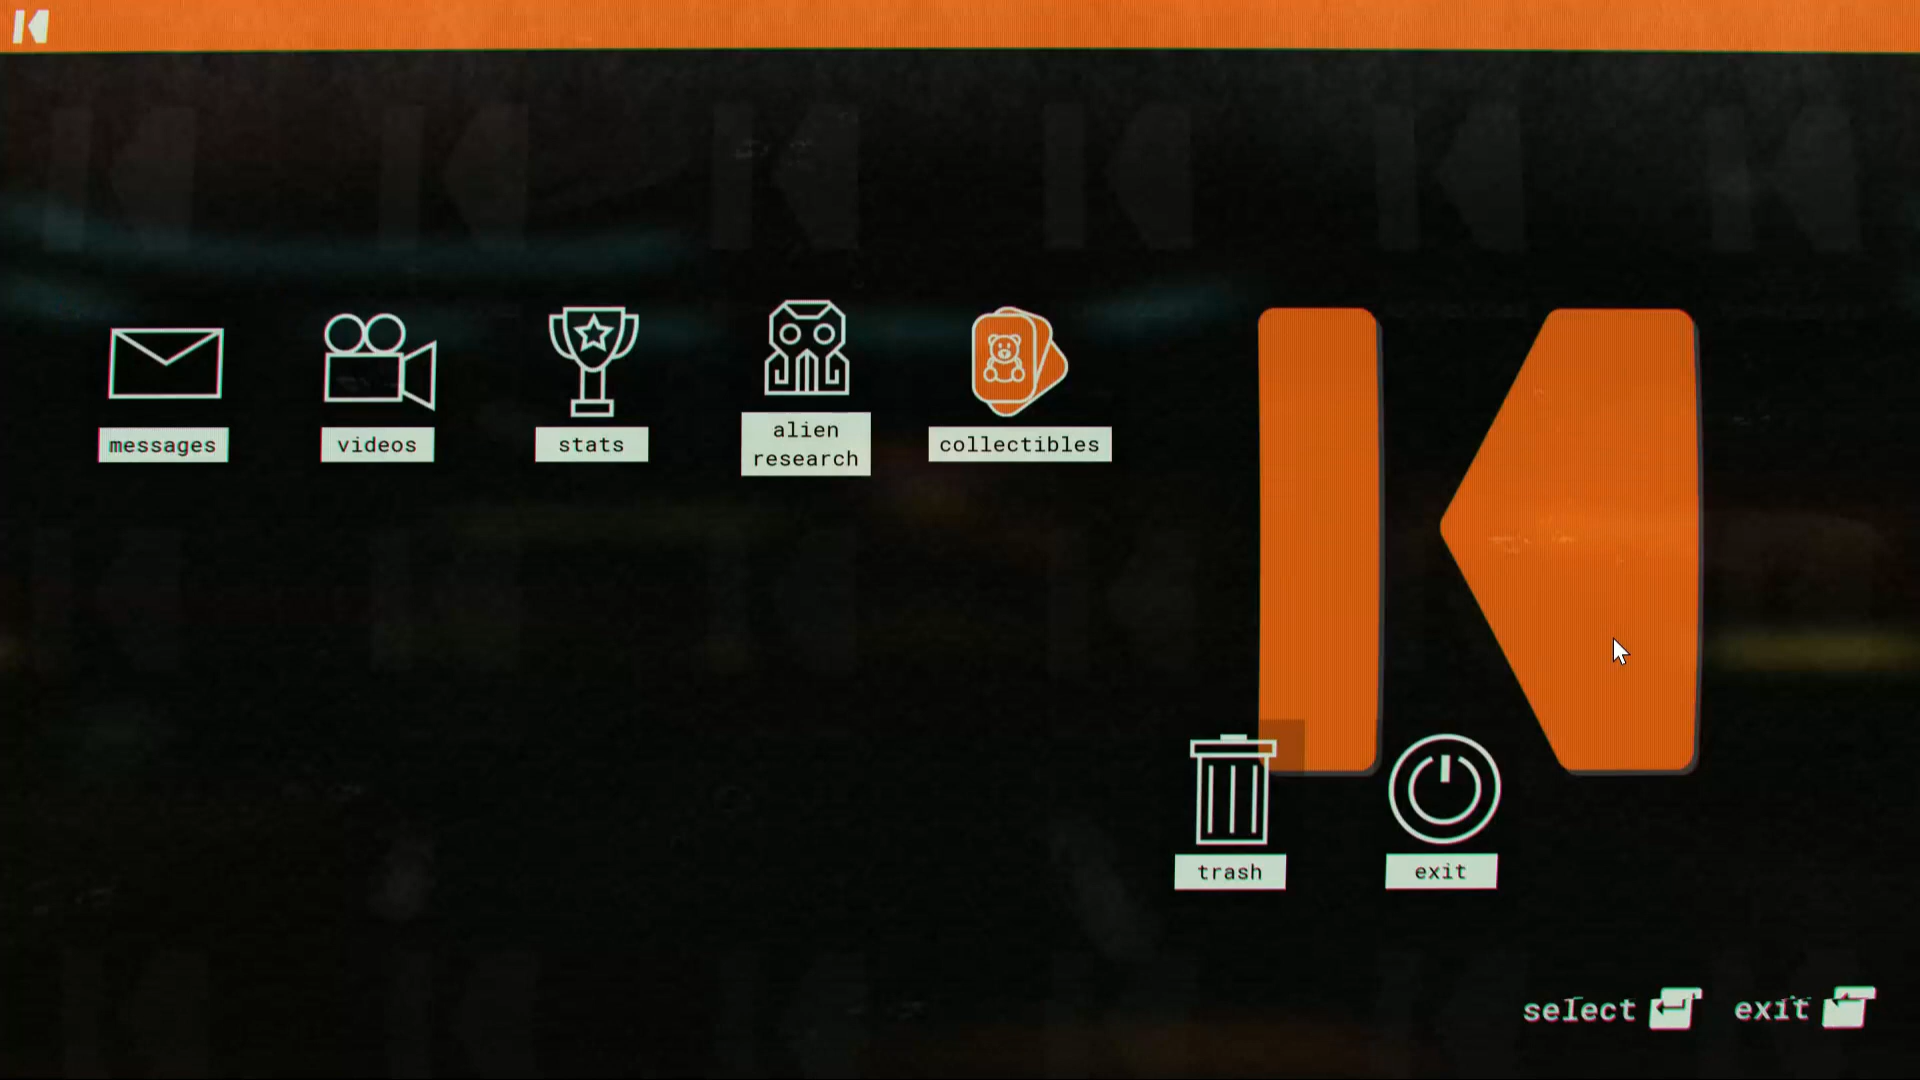 messages
videos
stats
alien
research
collectibles
trash
exit
select
exit